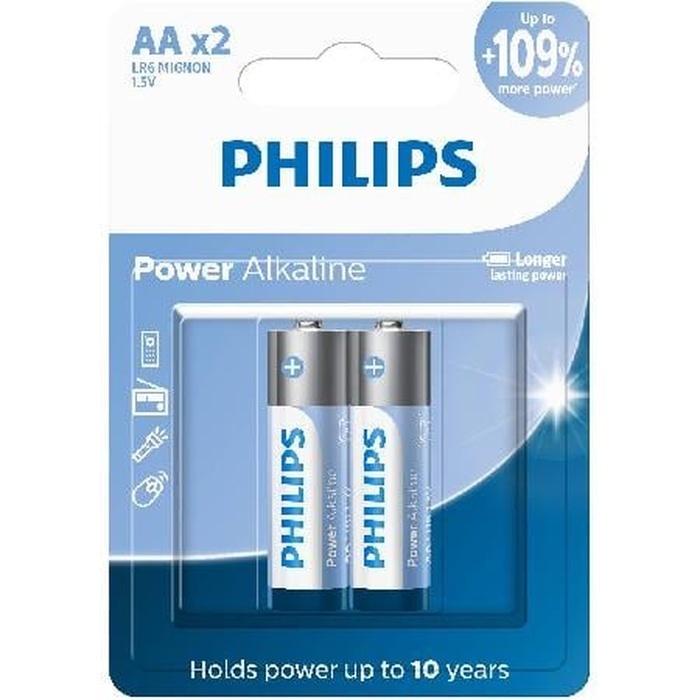 AA x2
LR6 MIGNON
1.5V
Up to
+109%
more power*
PHILIPS
Power Alkaline
Longer
lasting power
PHILIPS
Power Alkaline
PHILIPS
Power Alkaline
Holds power up to 10 years